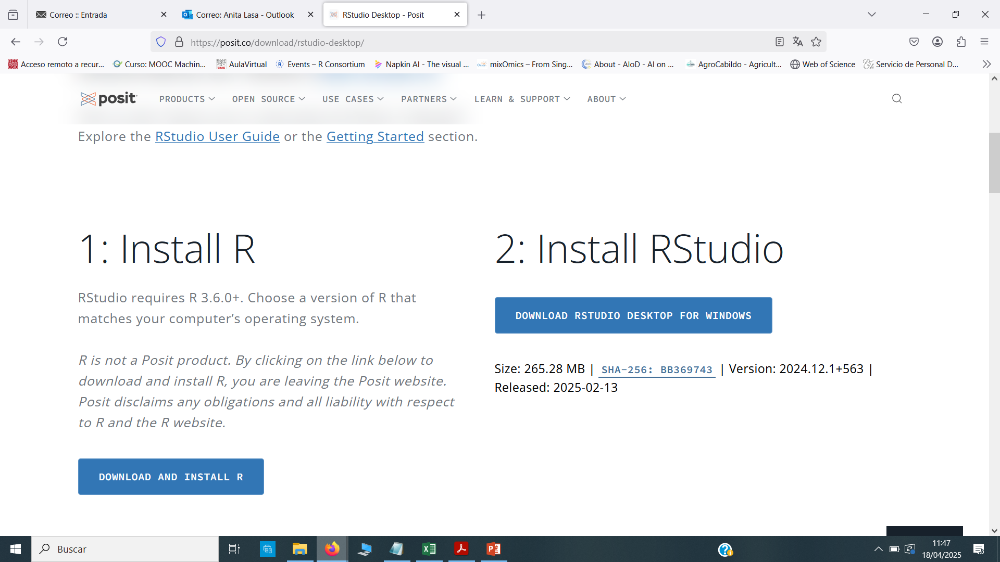 Correo :: Entrada
Correo: Anita Lasa - Outlook
RStudio Desktop - Posit
https://posit.co/download/rstudio-desktop/
Acceso remoto a recur...
Curso: MOOC Machin...
AulaVirtual
Events – R Consortium
Napkin AI - The visual ...
mixOmics – From Sing...
About - AIoD - AI on ...
AgroCabildo - Agricult...
Web of Science
Servicio de Personal D...
posit
PRODUCTS
OPEN SOURCE
USE CASES
PARTNERS
LEARN & SUPPORT
ABOUT
Explore the RStudio User Guide or the Getting Started section.
1: Install R
RStudio requires R 3.6.0+. Choose a version of R that
matches your computer’s operating system.
R is not a Posit product. By clicking on the link below to
download and install R, you are leaving the Posit website.
Posit disclaims any obligations and all liability with respect
to R and the R website.
DOWNLOAD AND INSTALL R
2: Install RStudio
DOWNLOAD RSTUDIO DESKTOP FOR WINDOWS
Size: 265.28 MB | SHA-256: BB369743 | Version: 2024.12.1+563 |
Released: 2025-02-13
Buscar
11:47
18/04/2025